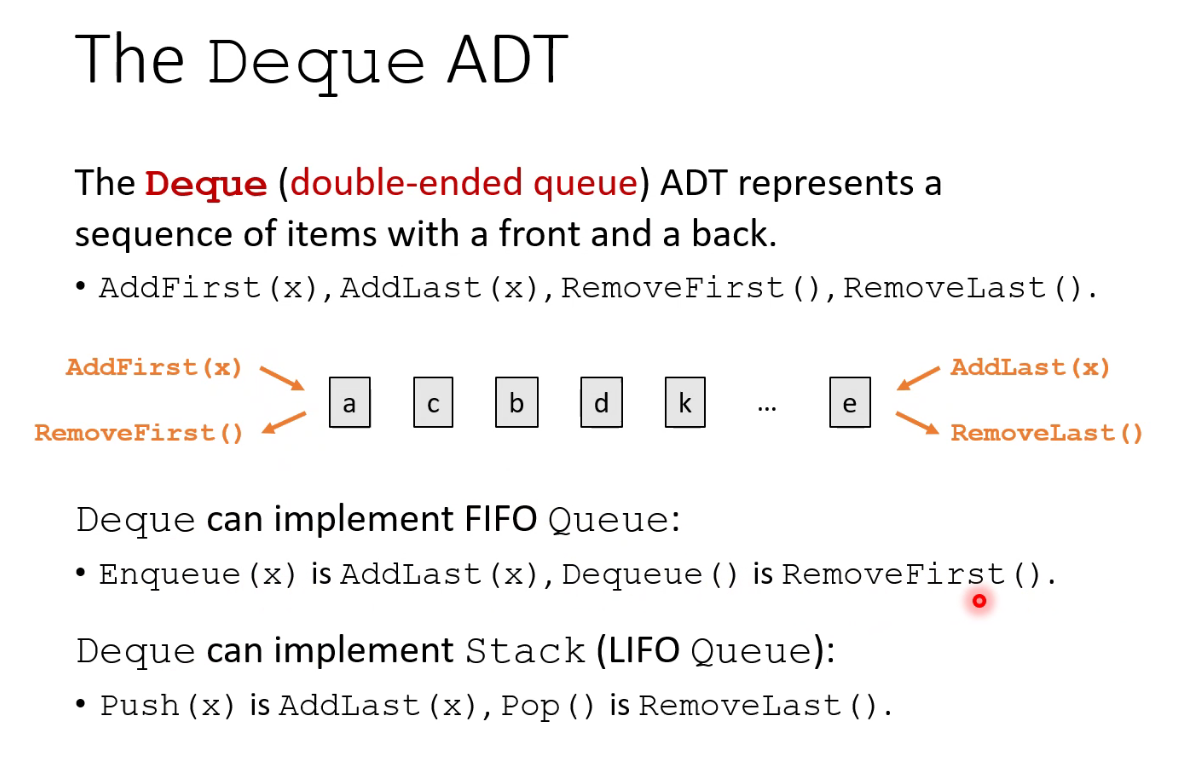 The Deque ADT
The Deque (double-ended queue) ADT represents a
sequence of items with a front and a back.
• AddFirst(x), AddLast(x), RemoveFirst(), RemoveLast().
AddFirst(x)
AddLast(x)
a c b d k ... e
RemoveFirst()
RemoveLast()
Deque can implement FIFO Queue:
• Enqueue(x) is AddLast(x), Dequeue() is RemoveFirst().
Deque can implement Stack (LIFO Queue):
• Push(x) is AddLast(x), Pop() is RemoveLast().